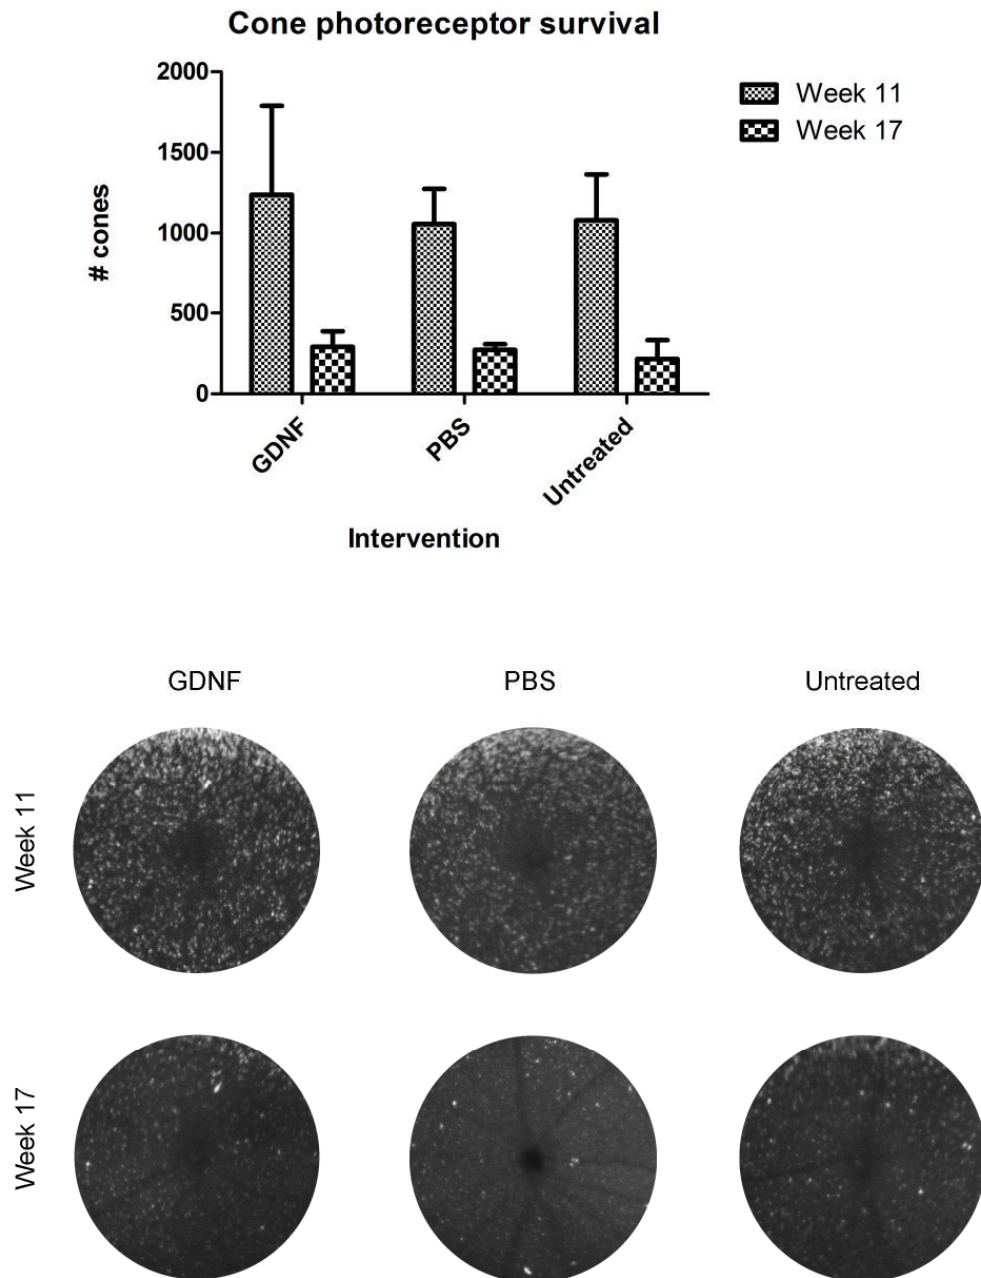 Cone photoreceptor survival
2000
1500
1000
500
0
# cones
Week 11
Week 17
GDNF
PBS
Untreated
Intervention
GDNF PBS Untreated
Week 11
Week 17